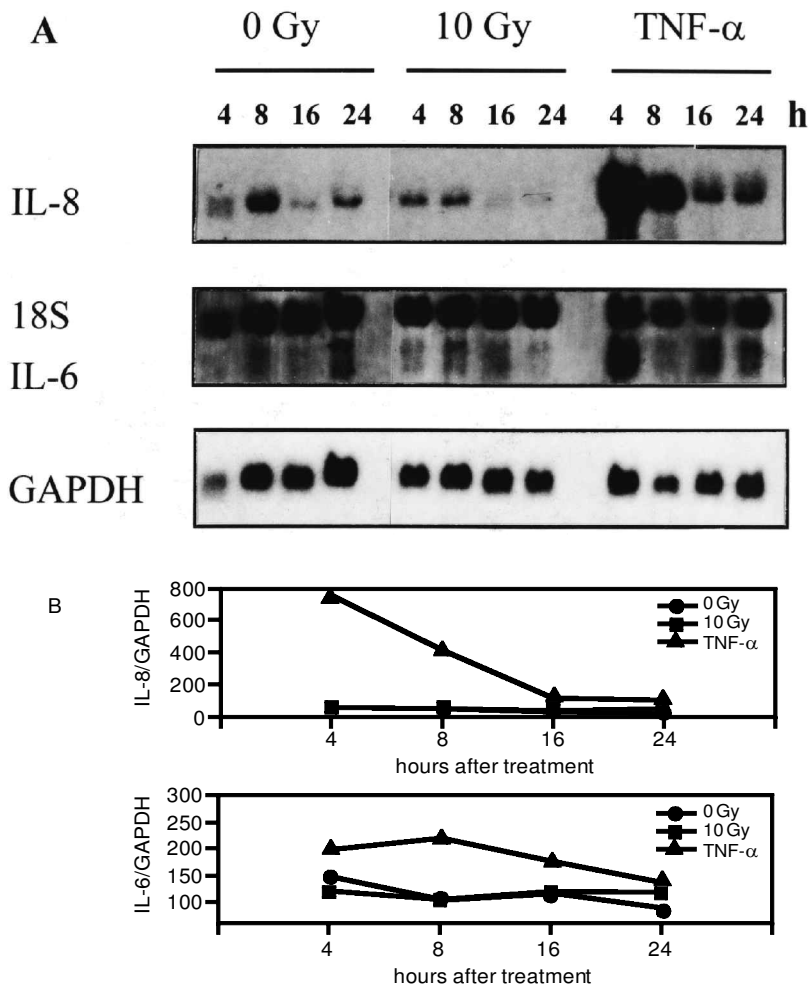 A
0 Gy 10 Gy TNF-α
4 8 16 24 4 8 16 24 4 8 16 24 h
IL-8
18S
IL-6
GAPDH
B
IL-8/GAPDH
800
600
400
200
0
0 Gy
10 Gy
TNF-α
4 8 16 24
hours after treatment
IL-6/GAPDH
300
250
200
150
100
0 Gy
10 Gy
TNF-α
4 8 16 24
hours after treatment